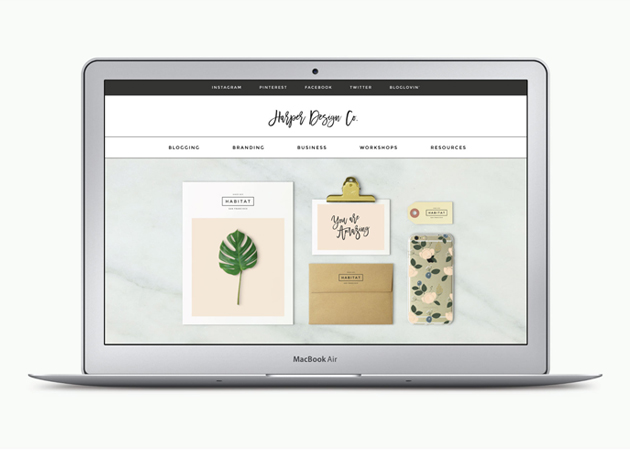 INSTAGRAM PINTEREST FACEBOOK TWITTER BLOGLOVIN
Harper Design Co.
BLOGGING BRANDING BUSINESS WORKSHOPS RESOURCES
HABITAT
You are
Amazing
HABITAT
HABITAT
MacBook Air